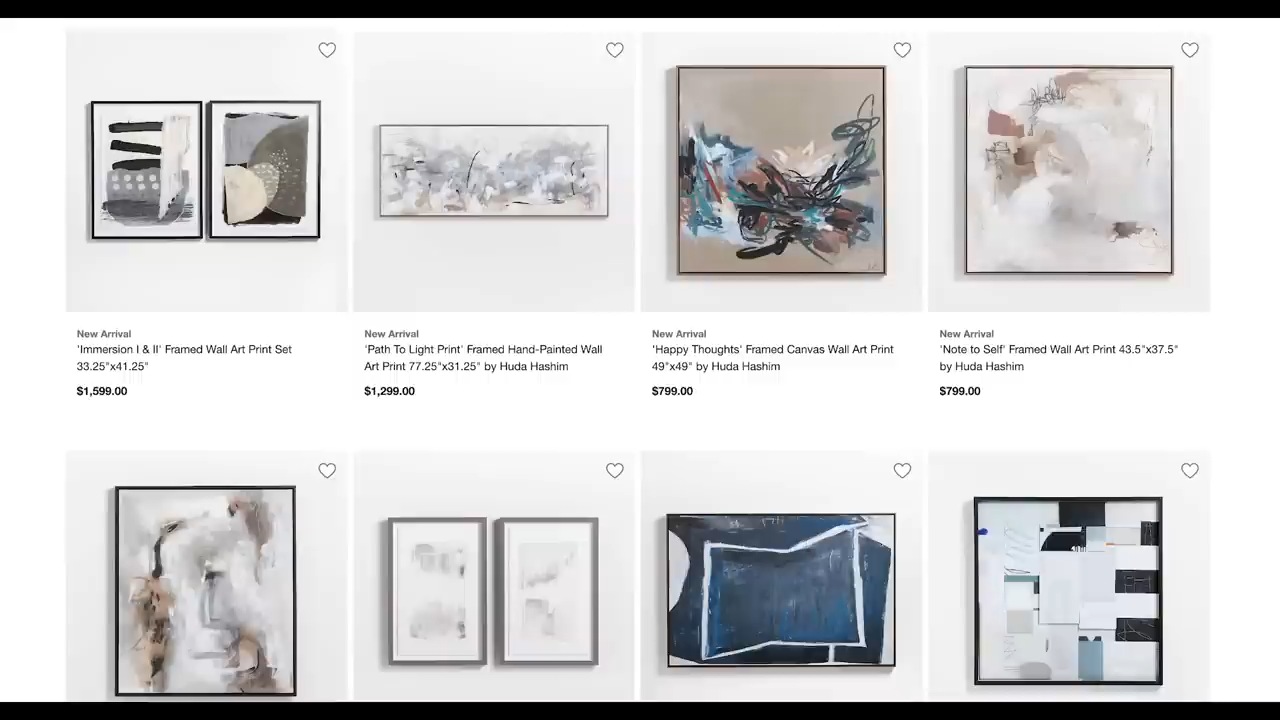 New Arrival
'Immersion I & II' Framed Wall Art Print Set
33.25"x41.25"
$1,599.00
New Arrival
'Path To Light Print' Framed Hand-Painted Wall
Art Print 77.25"x31.25" by Huda Hashim
$1,299.00
New Arrival
'Happy Thoughts' Framed Canvas Wall Art Print
49"x49" by Huda Hashim
$799.00
New Arrival
'Note to Self' Framed Wall Art Print 43.5"x37.5"
by Huda Hashim
$799.00